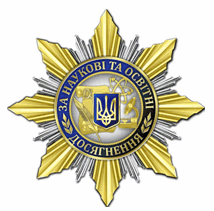 ЗА НАУКОВІ ТА ОСВІТНІ
ДОСЯГНЕННЯ